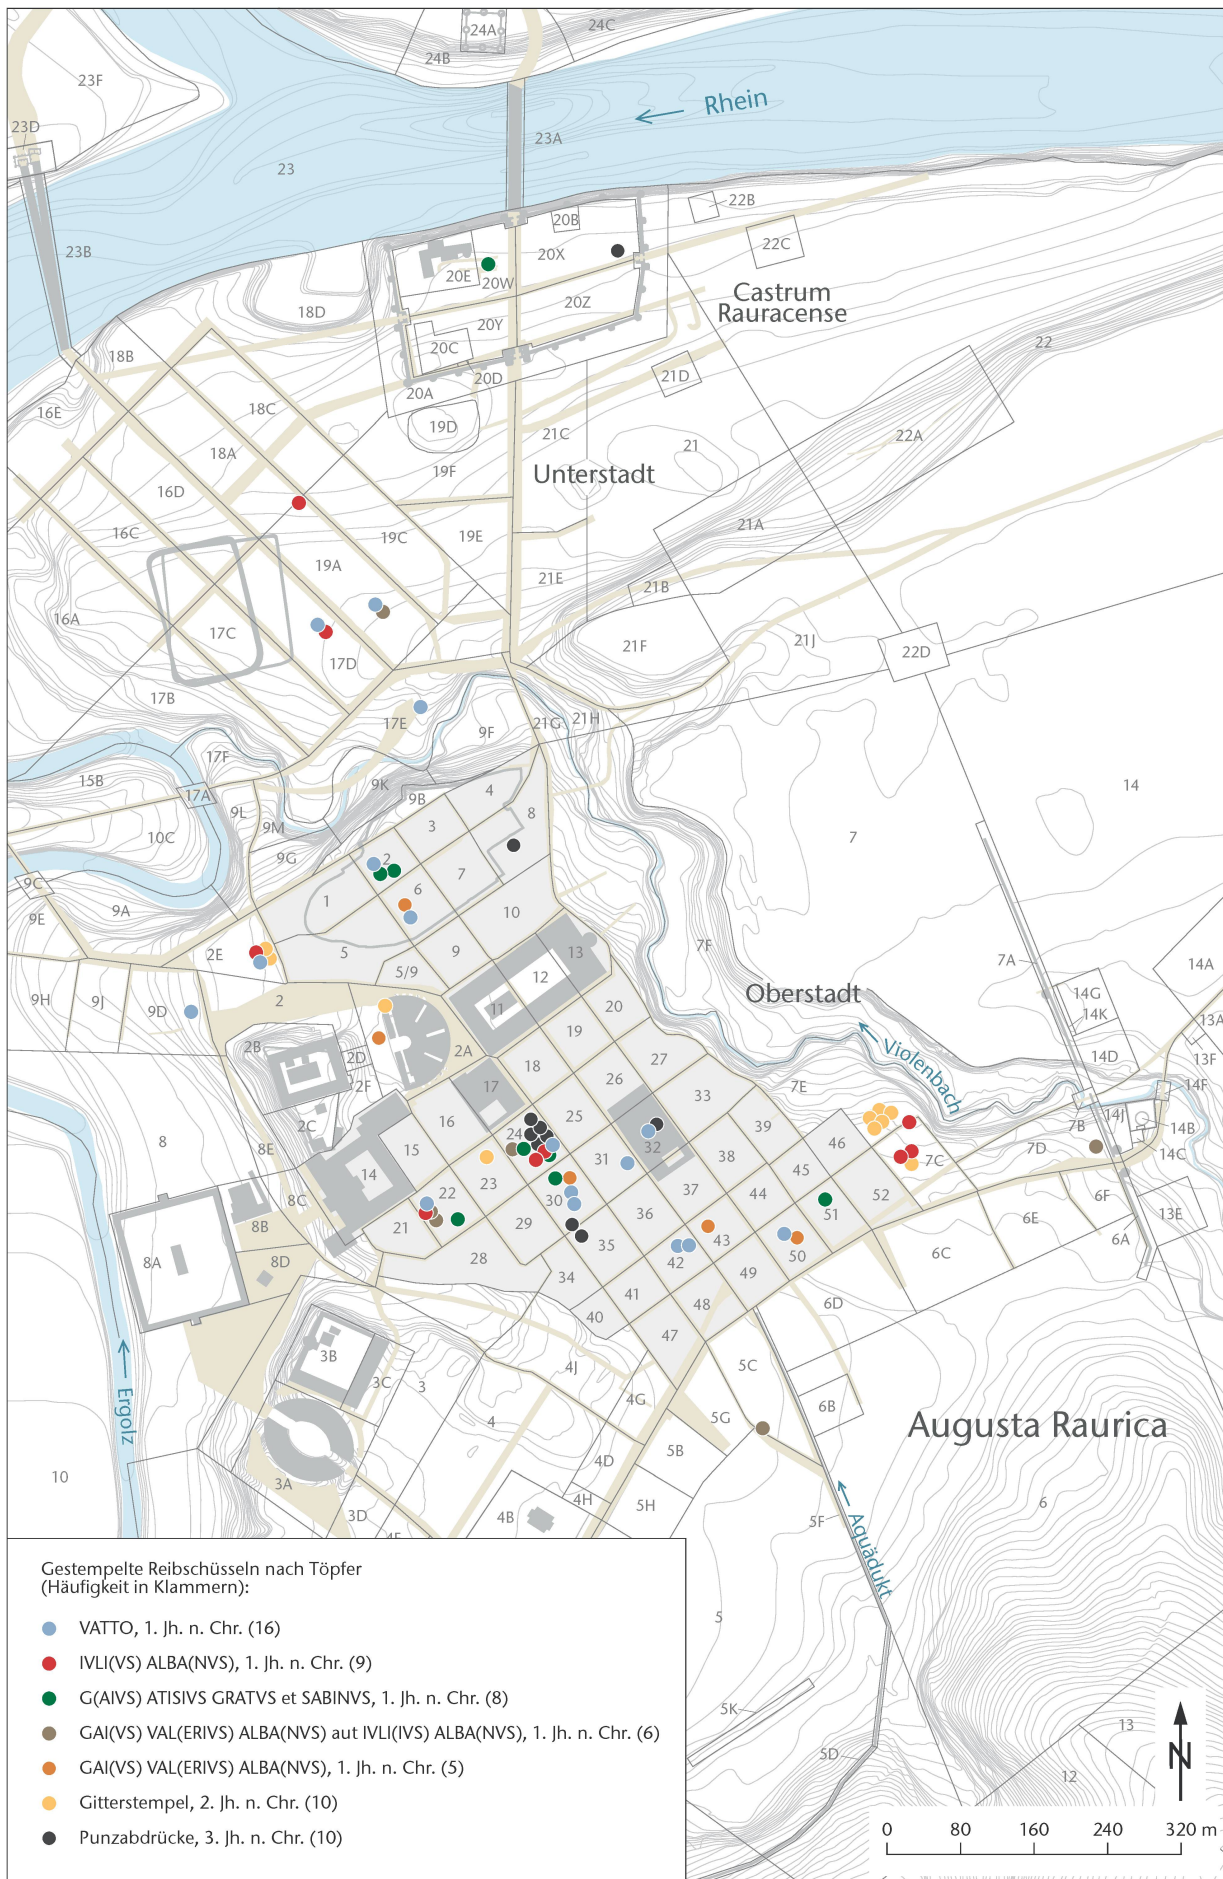 24A
24C
24B
23F
Rhein
23D
23A
23
22B
20B
22C
23B
20X
20E
20W
Castrum
Rauracense
18D
20Z
20Y
22
18B
20C
20D
21D
20A
16E
18C
19D
21C
22A
21
18A
19F
Unterstadt
16D
21A
16C
19C
19E
19A
21E
21B
16A
17C
21F
21J
22D
17D
17B
17E
21G
21H
9F
17F
15B
9K
14
17A
9B
4
9L
8
9M
3
10C
7
9G
2
7
9C
6
9A
1
9E
10
7F
2E
5
9
13
7A
14A
5/9
12
9H
9J
9D
2
Oberstadt
14G
11
20
14K
13A
19
2B
2D
2A
27
14D
13F
18
Violenbach
2F
17
26
7E
14F
33
2C
16
25
39
14J
24
7B
14B
8
8E
15
46
7D
32
14C
31
38
7C
14
23
45
22
37
44
52
6F
8C
30
51
13E
8B
21
29
36
6E
43
6A
35
50
6C
8A
8D
28
42
49
34
41
48
6D
40
47
3B
4J
5C
3C
3
4G
6B
5G
Ergolz
4
Augusta Raurica
5B
4D
10
3A
4H
5H
6
3D
4B
5F
Aquädukt
Gestempelte Reibschüsseln nach Töpfer
(Häufigkeit in Klammern):
VATTO, 1. Jh. n. Chr. (16)
IVLI(VS) ALBA(NVS), 1. Jh. n. Chr. (9)
G(AIVS) ATISIVS GRATVS et SABINVS, 1. Jh. n. Chr. (8)
GAI(VS) VAL(ERIVS) ALBA(NVS) aut IVLI(IVS) ALBA(NVS), 1. Jh. n. Chr. (6)
GAI(VS) VAL(ERIVS) ALBA(NVS), 1. Jh. n. Chr. (5)
Gitterstempel, 2. Jh. n. Chr. (10)
Punzabdrücke, 3. Jh. n. Chr. (10)
5
5K
5D
13
12
N
0 80 160 240 320 m